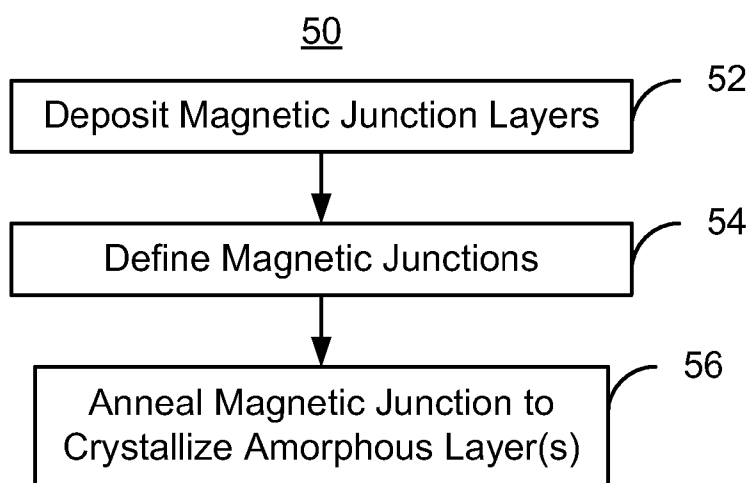 50
Deposit Magnetic Junction Layers
52
Define Magnetic Junctions
54
Anneal Magnetic Junction to
Crystallize Amorphous Layer(s)
56